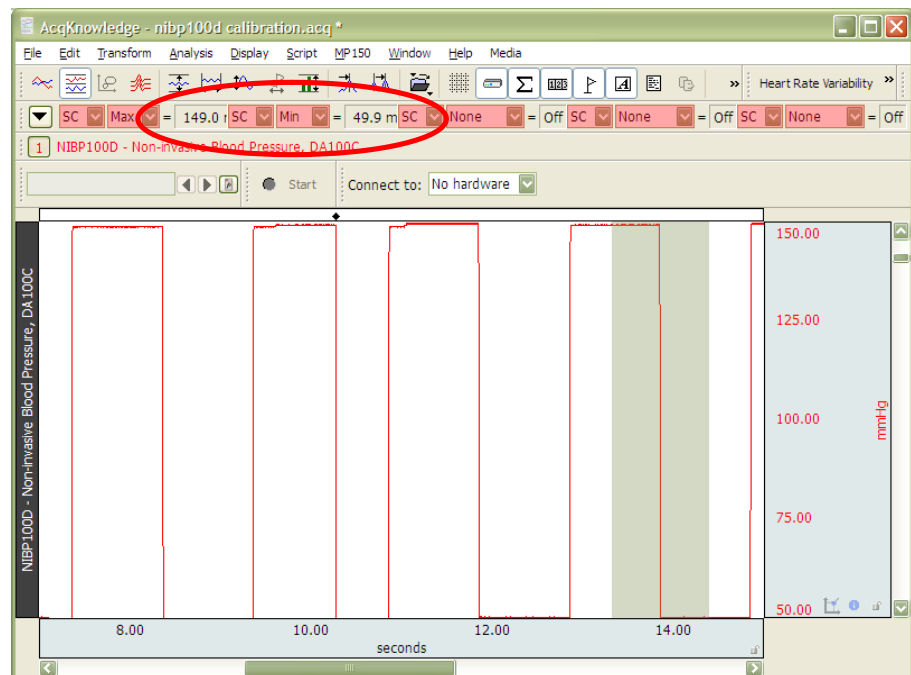 AcqKnowledge - nibp100d calibration.acq *
File Edit Transform Analysis Display Script MP150 Window Help Media
» Heart Rate Variability »
SC Max = 149.0 SC Min = 49.9 m SC None = Off SC None = Off SC None = Off
1 NIBP100D - Non-invasive Blood Pressure, DA100C
Start Connect to: No hardware
NIBP100D - Non-invasive Blood Pressure, DA100C
150.00
125.00
100.00
75.00
50.00
mmHg
8.00 10.00 12.00 14.00
seconds